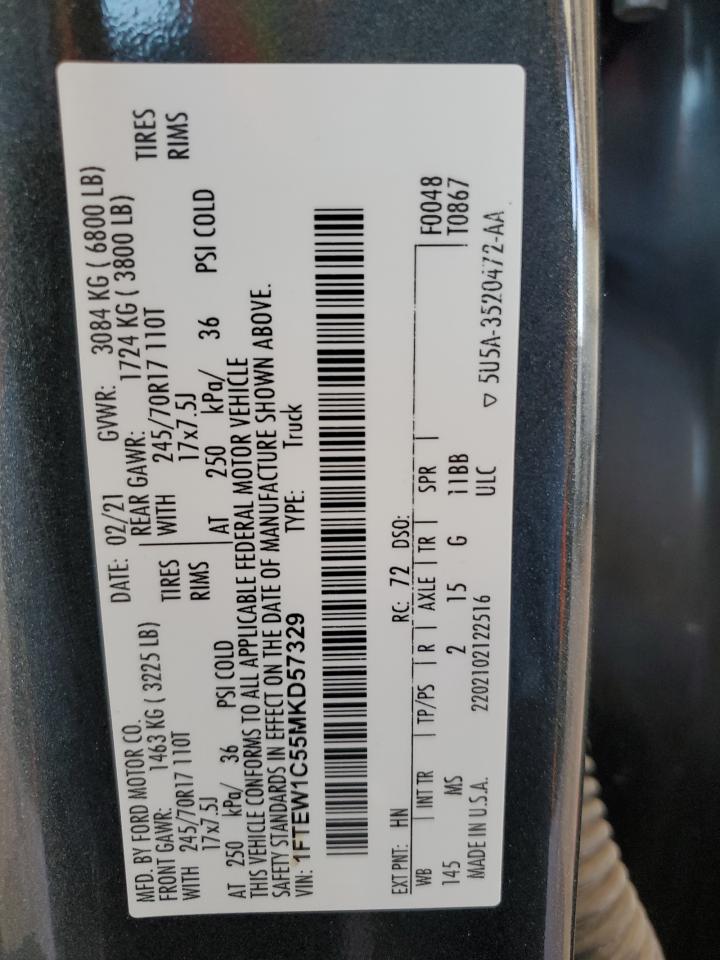 MFD. BY FORD MOTOR CO. DATE: 02/21 GVWR: 3084 KG ( 6800 LB)
FRONT GAWR: 1463 KG ( 3225 LB) REAR GAWR: 1724 KG ( 3800 LB)
WITH 245/70R17 110T TIRES WITH 245/70R17 110T TIRES
17x7.5J RIMS 17x7.5J RIMS
AT 250 kPa/ 36 PSI COLD AT 250 kPa/ 36 PSI COLD
THIS VEHICLE CONFORMS TO ALL APPLICABLE FEDERAL MOTOR VEHICLE
SAFETY STANDARDS IN EFFECT ON THE DATE OF MANUFACTURE SHOWN ABOVE.
VIN: 1FTEW1C55MKD57329 TYPE: Truck
EXT PNT: HN RC: 72 DSO:
WB INT TR TP/PS R AXLE TR SPR F0048
145 MS 2 15 G 11BB T0867
ULC
MADE IN U.S.A. 2202102122516 ▽ 5U5A-3520472-AA